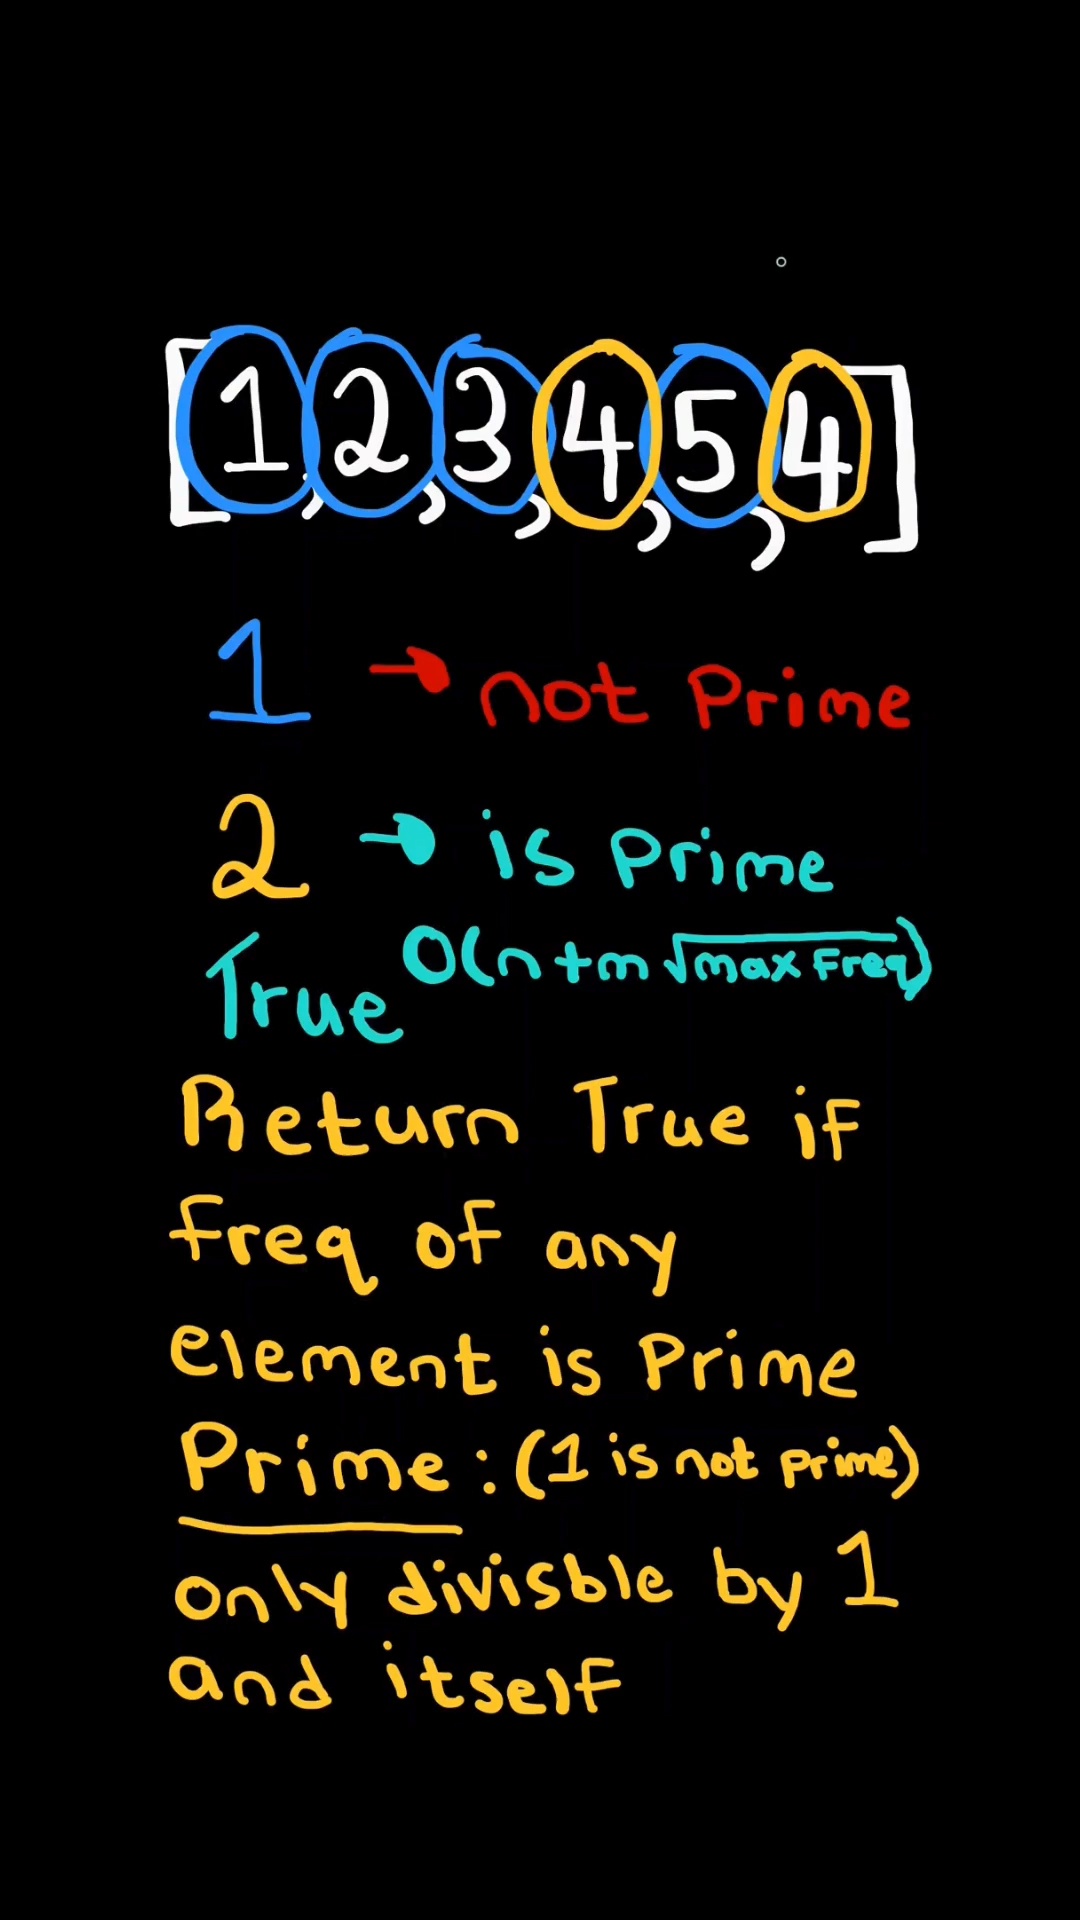 [1,2,3,4,5,4]
1 → not Prime
2 → is Prime
True O(n+m √max Freq)
Return True if
freq of any
element is Prime
Prime: (1 is not prime)
only divisble by 1
and itself